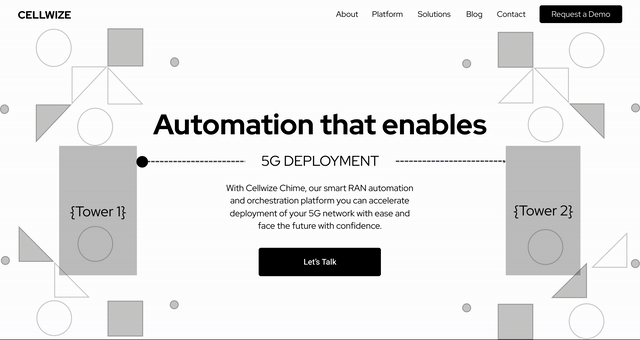 CELLWIZE
About Platform Solutions Blog Contact Request a Demo
Automation that enables
5G DEPLOYMENT
With Cellwize Chime, our smart RAN automation
and orchestration platform you can accelerate
deployment of your 5G network with ease and
face the future with confidence.
{Tower 1}
{Tower 2}
Let's Talk